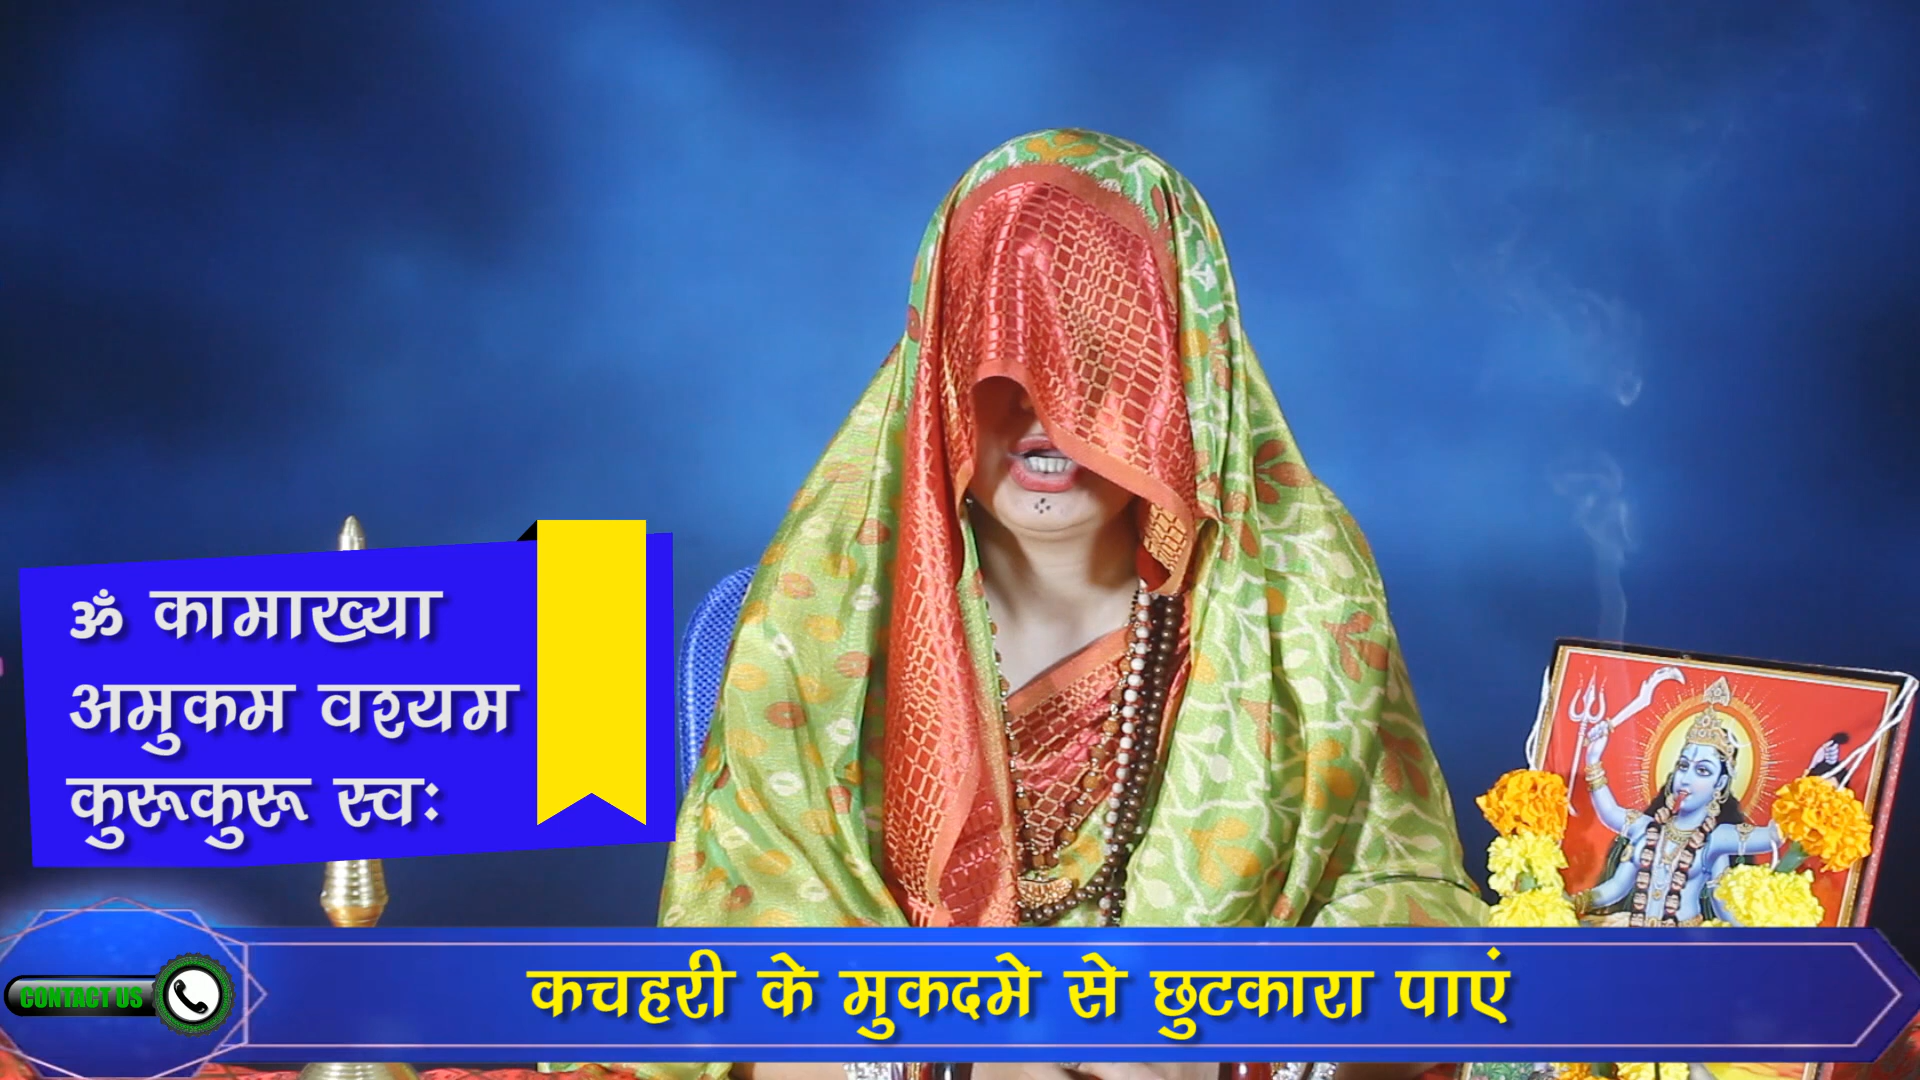 ॐ कामाख्या
अमुकम वश्यम
कुरूकुरू स्वः
CONTACT US
कचहरी के मुकदमे से छुटकारा पाएं